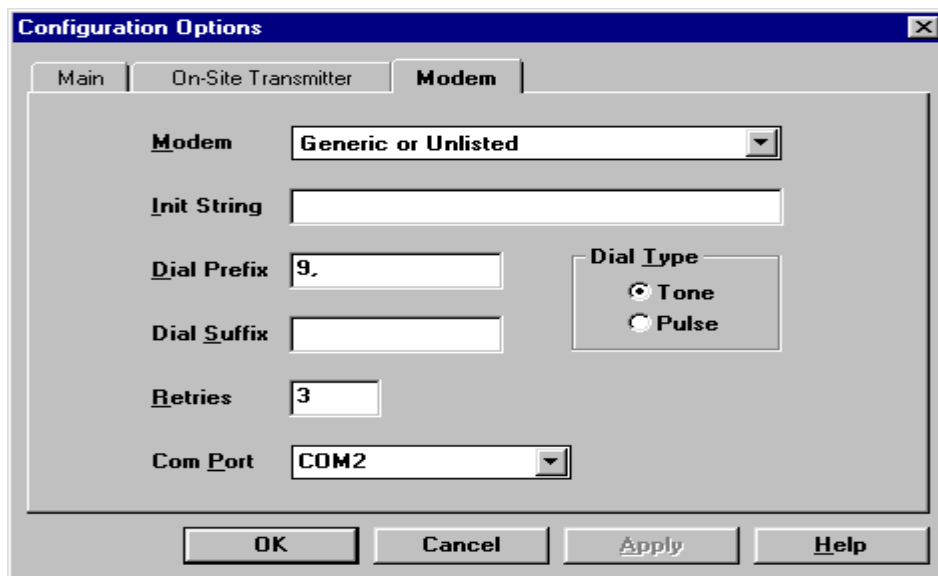 Configuration Options
Main On-Site Transmitter Modem
Modem Generic or Unlisted
Init String
Dial Prefix 9,
Dial Type
Tone
Pulse
Dial Suffix
Retries 3
Com Port COM2
OK Cancel Apply Help